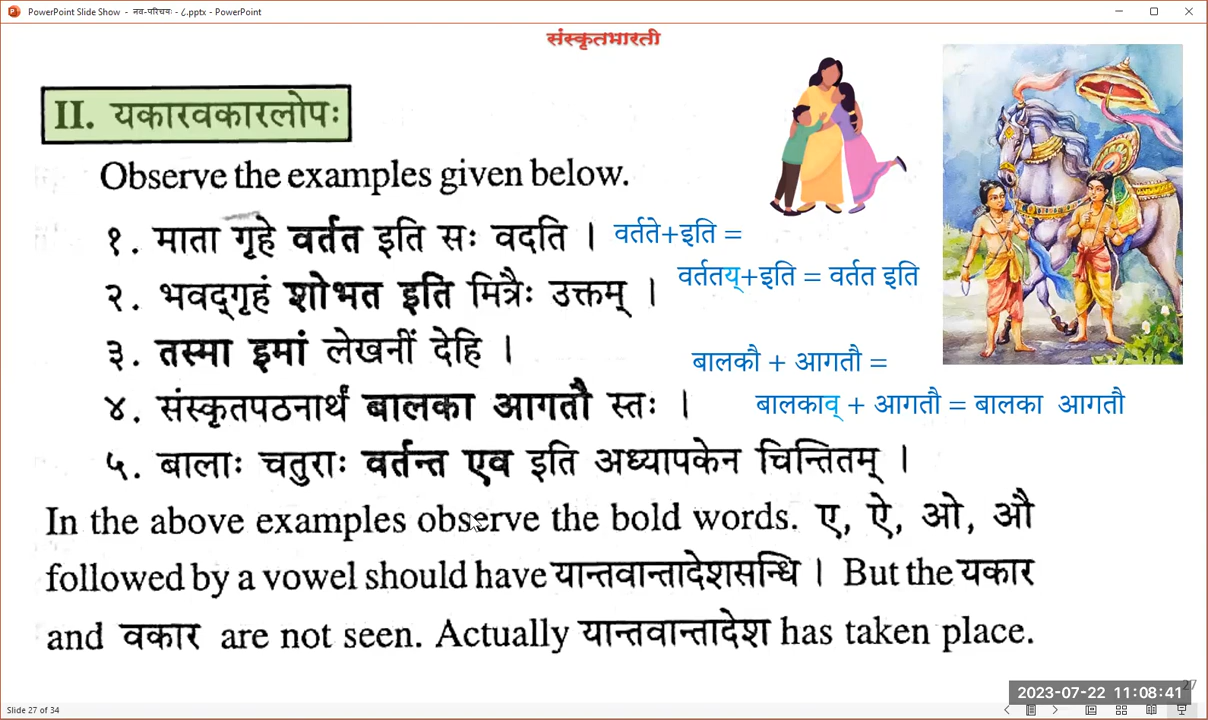 PowerPoint Slide Show - नव-परिचयः - ८.pptx - PowerPoint
संस्कृतभारती
II. यकारवकारलोपः
Observe the examples given below.
१. माता गृहे वर्तत इति सः वदति ।
वर्तते+इति =
वर्ततय्+इति = वर्तत इति
२. भवद्गृहं शोभत इति मित्रैः उक्तम् ।
३. तस्मा इमां लेखनीं देहि ।
बालकौ + आगतौ =
४. संस्कृतपठनार्थं बालका आगतौ स्तः ।
बालकाव् + आगतौ = बालका आगतौ
५. बालाः चतुराः वर्तन्त एव इति अध्यापकेन चिन्तितम् ।
In the above examples observe the bold words. ए, ऐ, ओ, औ
followed by a vowel should have यान्तवान्तादेशसन्धि । But the यकार
and वकार are not seen. Actually यान्तवान्तादेश has taken place.
27
2023-07-22 11:08:41
Slide 27 of 34